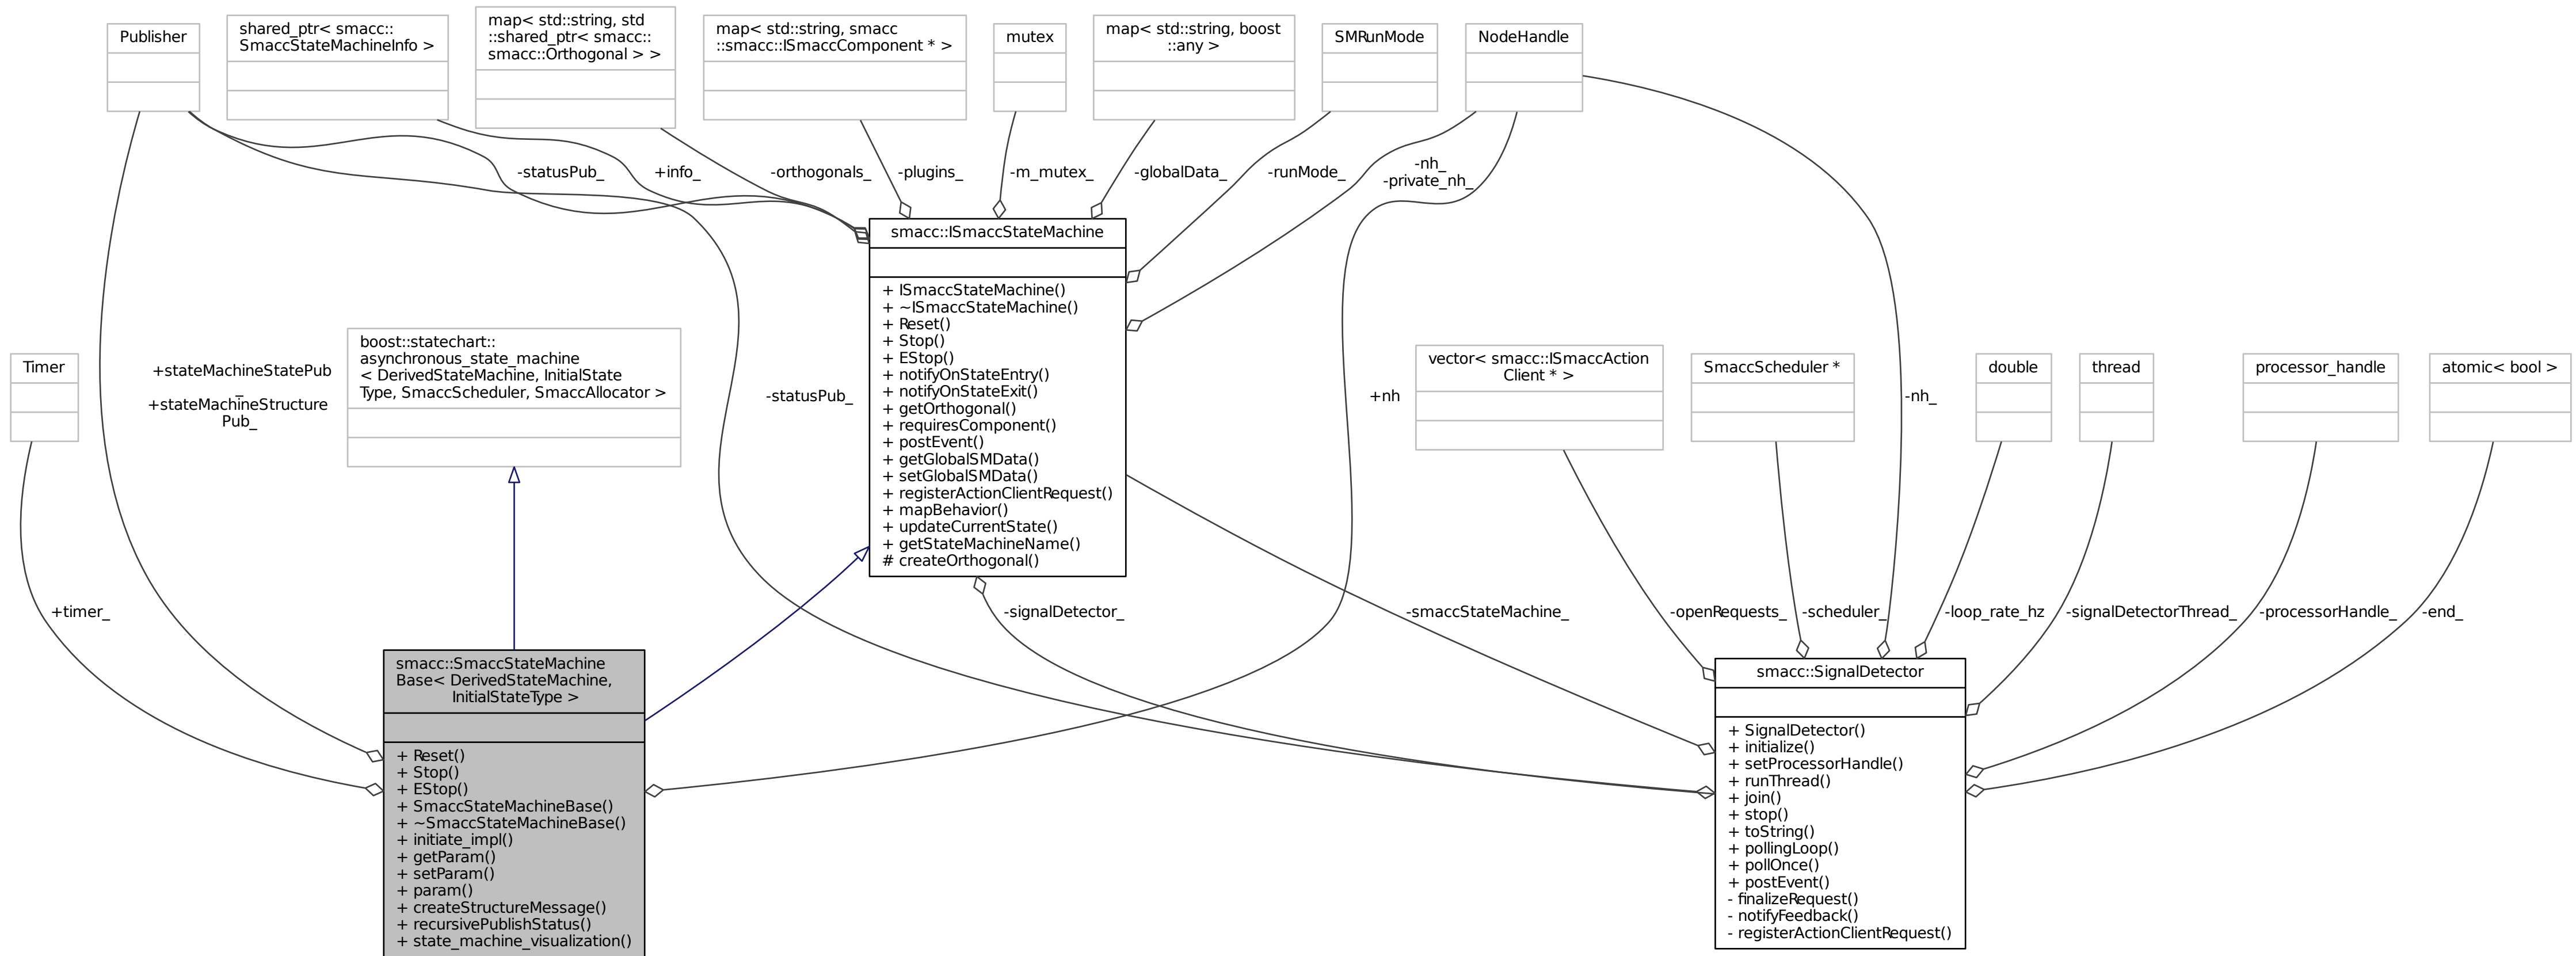 Publisher
shared_ptr< smacc::
SmaccStateMachineInfo >
map< std::string, std
::shared_ptr< smacc::
smacc::Orthogonal > >
map< std::string, smacc
::smacc::ISmaccComponent * >
mutex
map< std::string, boost
::any >
SMRunMode
NodeHandle
-statusPub_
+info_
-orthogonals_
-plugins_
-m_mutex_
-globalData_
-runMode_
-nh_
-private_nh_
smacc::ISmaccStateMachine
+ ISmaccStateMachine()
+ ~ISmaccStateMachine()
+ Reset()
+ Stop()
+ EStop()
+ notifyOnStateEntry()
+ notifyOnStateExit()
+ getOrthogonal()
+ requiresComponent()
+ postEvent()
+ getGlobalSMData()
+ setGlobalSMData()
+ registerActionClientRequest()
+ mapBehavior()
+ updateCurrentState()
+ getStateMachineName()
# createOrthogonal()
Timer
+stateMachineStatePub
_
+stateMachineStructure
Pub_
boost::statechart::
asynchronous_state_machine
< DerivedStateMachine, InitialState
Type, SmaccScheduler, SmaccAllocator >
-statusPub_
+nh
vector< smacc::ISmaccAction
Client * >
SmaccScheduler *
-nh_
double
thread
processor_handle
atomic< bool >
+timer_
-signalDetector_
-smaccStateMachine_
-openRequests_
-scheduler_
-loop_rate_hz
-signalDetectorThread_
-processorHandle_
-end_
smacc::SmaccStateMachine
Base< DerivedStateMachine,
InitialStateType >
+ Reset()
+ Stop()
+ EStop()
+ SmaccStateMachineBase()
+ ~SmaccStateMachineBase()
+ initiate_impl()
+ getParam()
+ setParam()
+ param()
+ createStructureMessage()
+ recursivePublishStatus()
+ state_machine_visualization()
smacc::SignalDetector
+ SignalDetector()
+ initialize()
+ setProcessorHandle()
+ runThread()
+ join()
+ stop()
+ toString()
+ pollingLoop()
+ pollOnce()
+ postEvent()
- finalizeRequest()
- notifyFeedback()
- registerActionClientRequest()